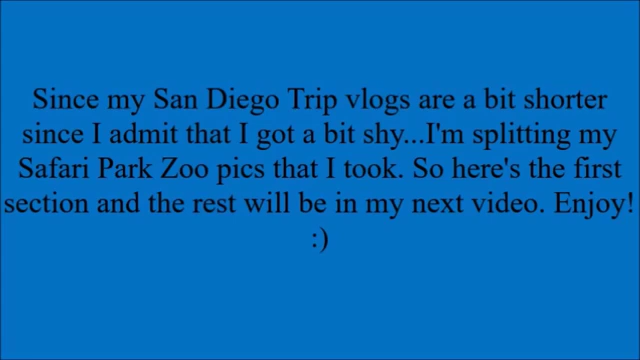 Since my San Diego Trip vlogs are a bit shorter
since I admit that I got a bit shy...I'm splitting my
Safari Park Zoo pics that I took. So here's the first
section and the rest will be in my next video. Enjoy!
:)